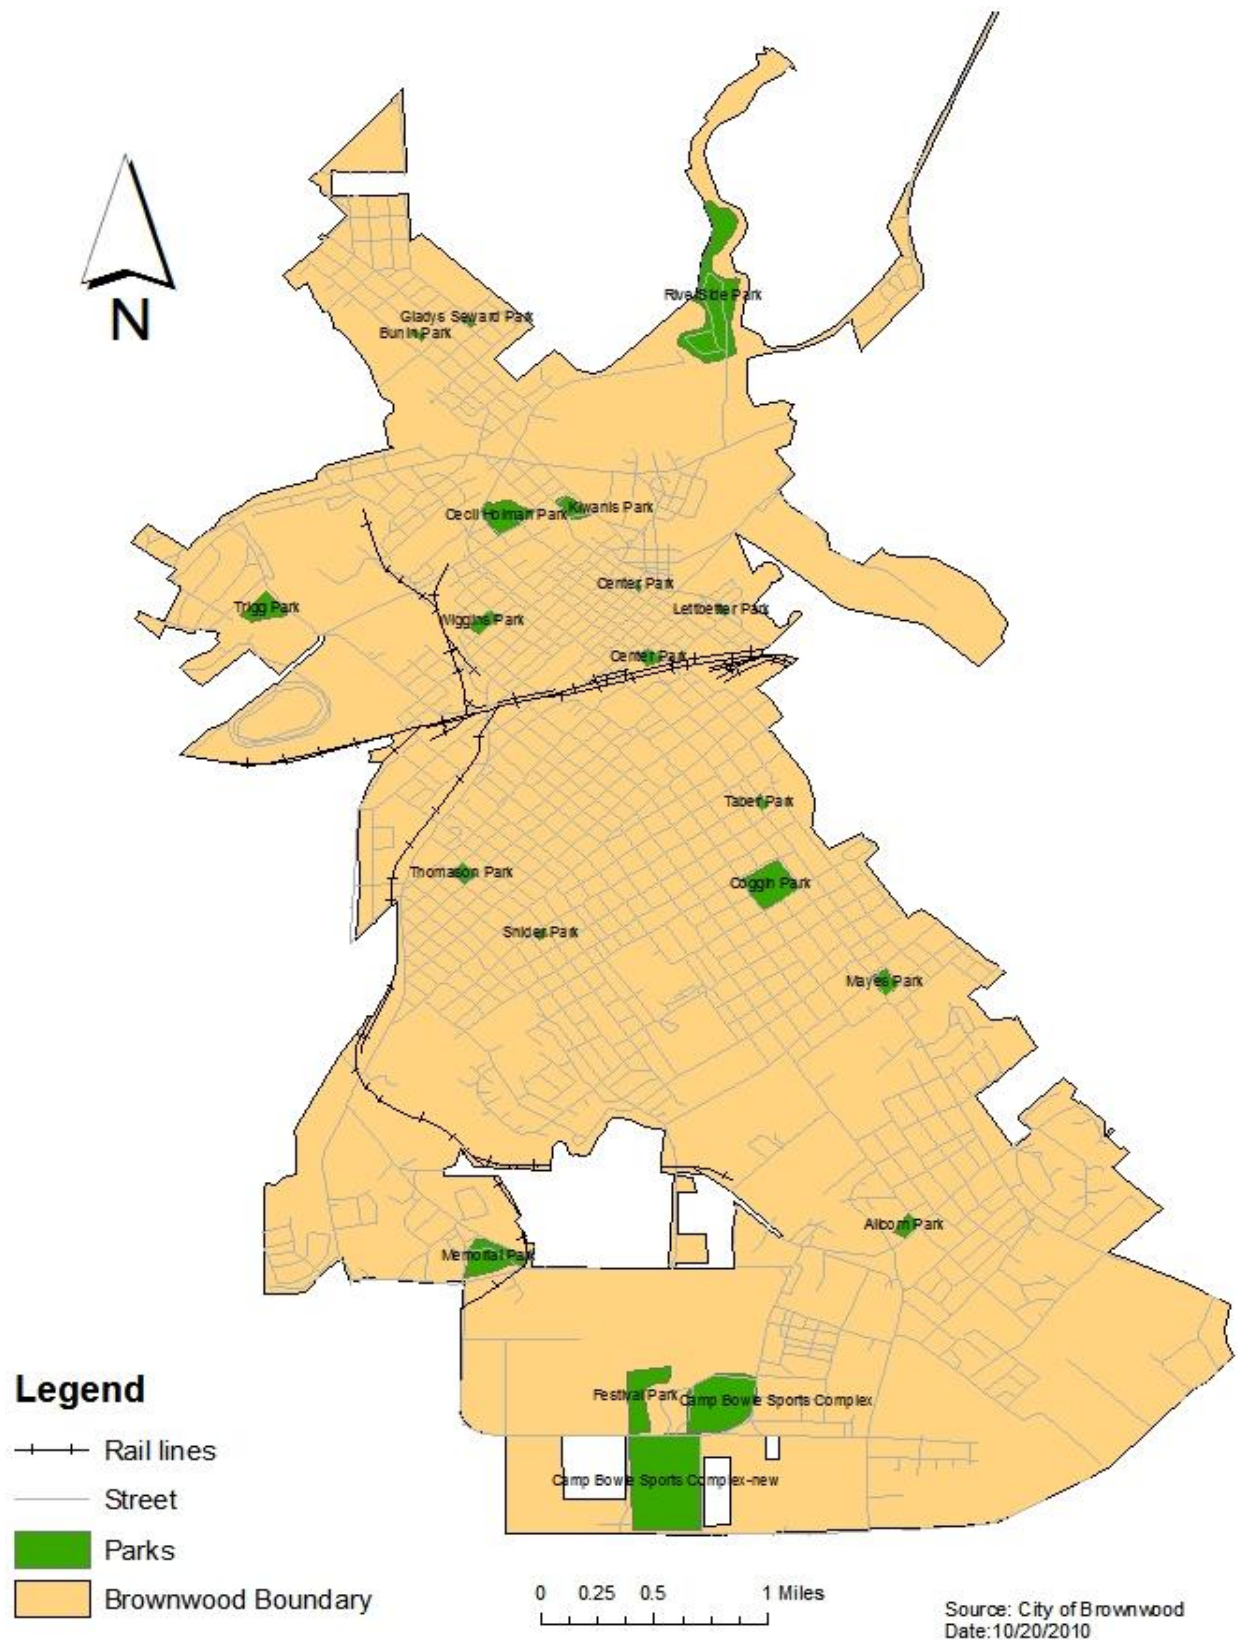 N
RiverSide Park
Gladys Seward Park
Bunin Park
Kiwanis Park
Cecil Holman Park
Center Park
Trigg Park
Lettbetter Park
Wiggins Park
Center Park
Taber Park
Thomason Park
Coggin Park
Snider Park
Mayes Park
Allcorn Park
Memorial Park
Festival Park
Camp Bowie Sports Complex
Camp Bowie Sports Complex-new
Legend
Rail lines
Street
Parks
Brownwood Boundary
0 0.25 0.5 1 Miles
Source: City of Brownwood
Date:10/20/2010